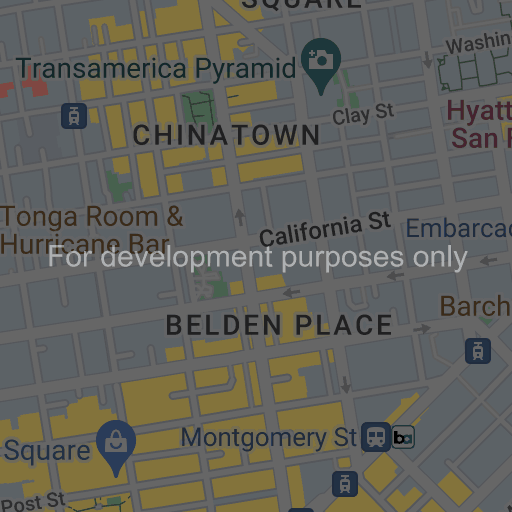 SQUARE
Washin
Transamerica Pyramid
Clay St
Hyatt
San F
CHINATOWN
Tonga Room &
Hurricane Bar
California St
Embarcad
For development purposes only
Barch
BELDEN PLACE
Montgomery St
b
Square
Post St